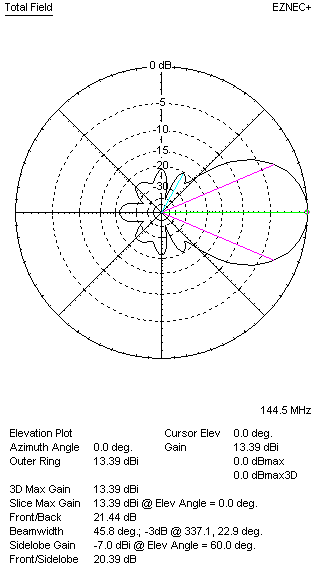 Total Field EZNEC+
0 dB
-5
-10
-15
-20
-30
144.5 MHz
Elevation Plot Cursor Elev 0.0 deg.
Azimuth Angle 0.0 deg. Gain 13.39 dBi
Outer Ring 13.39 dBi 0.0 dBmax
0.0 dBmax3D
3D Max Gain 13.39 dBi
Slice Max Gain 13.39 dBi @ Elev Angle = 0.0 deg.
Front/Back 21.44 dB
Beamwidth 45.8 deg.; -3dB @ 337.1, 22.9 deg.
Sidelobe Gain -7.0 dBi @ Elev Angle = 60.0 deg.
Front/Sidelobe 20.39 dB